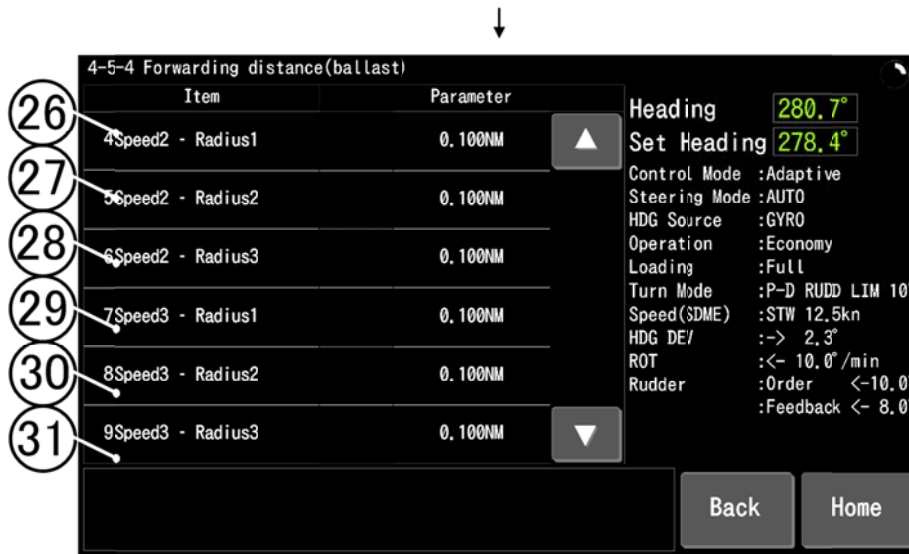 4-5-4 Forwarding distance(ballast)
Item Parameter
26 4Speed2 - Radius1 0.100NM ▲
27 5Speed2 - Radius2 0.100NM
28 6Speed2 - Radius3 0.100NM
29 7Speed3 - Radius1 0.100NM
30 8Speed3 - Radius2 0.100NM
31 9Speed3 - Radius3 0.100NM ▼
Heading 280.7°
Set Heading 278.4°
Control Mode :Adaptive
Steering Mode :AUTO
HDG Source :GYRO
Operation :Economy
Loading :Full
Turn Mode :P-D RUDD LIM 10°
Speed(SDME) :STW 12.5kn
HDG DEV :-> 2.3°
ROT :<- 10.0°/min
Rudder :Order <-10.0
:Feedback <- 8.0
Back Home